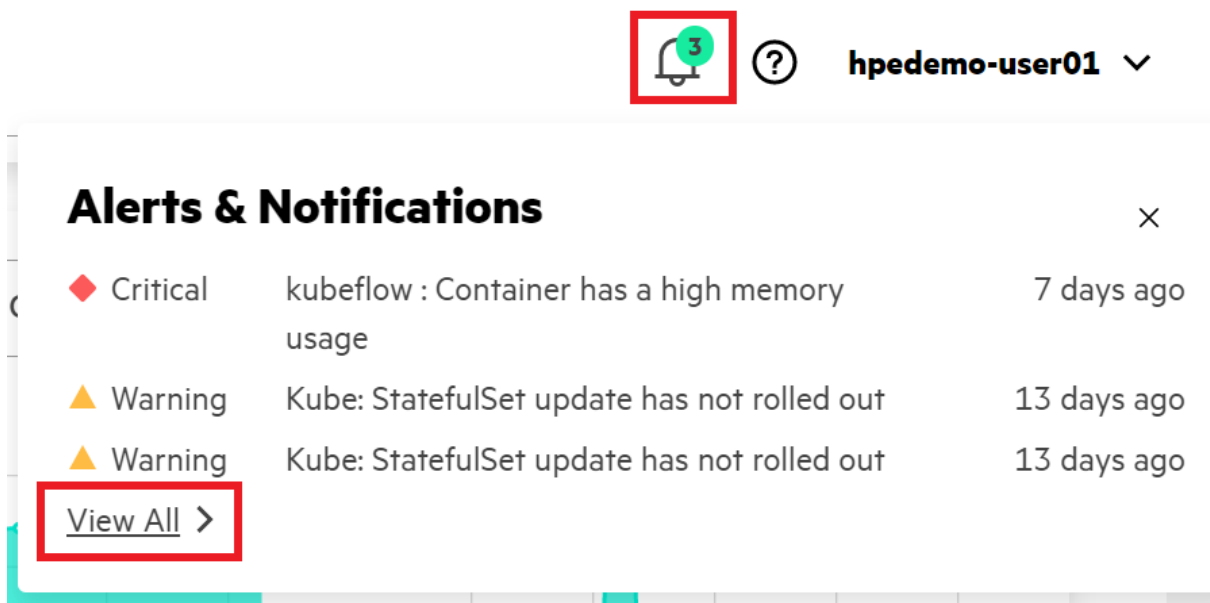 3
?
hpedemo-user01
Alerts & Notifications
Critical kubeflow : Container has a high memory 7 days ago
usage
Warning Kube: StatefulSet update has not rolled out 13 days ago
Warning Kube: StatefulSet update has not rolled out 13 days ago
View All